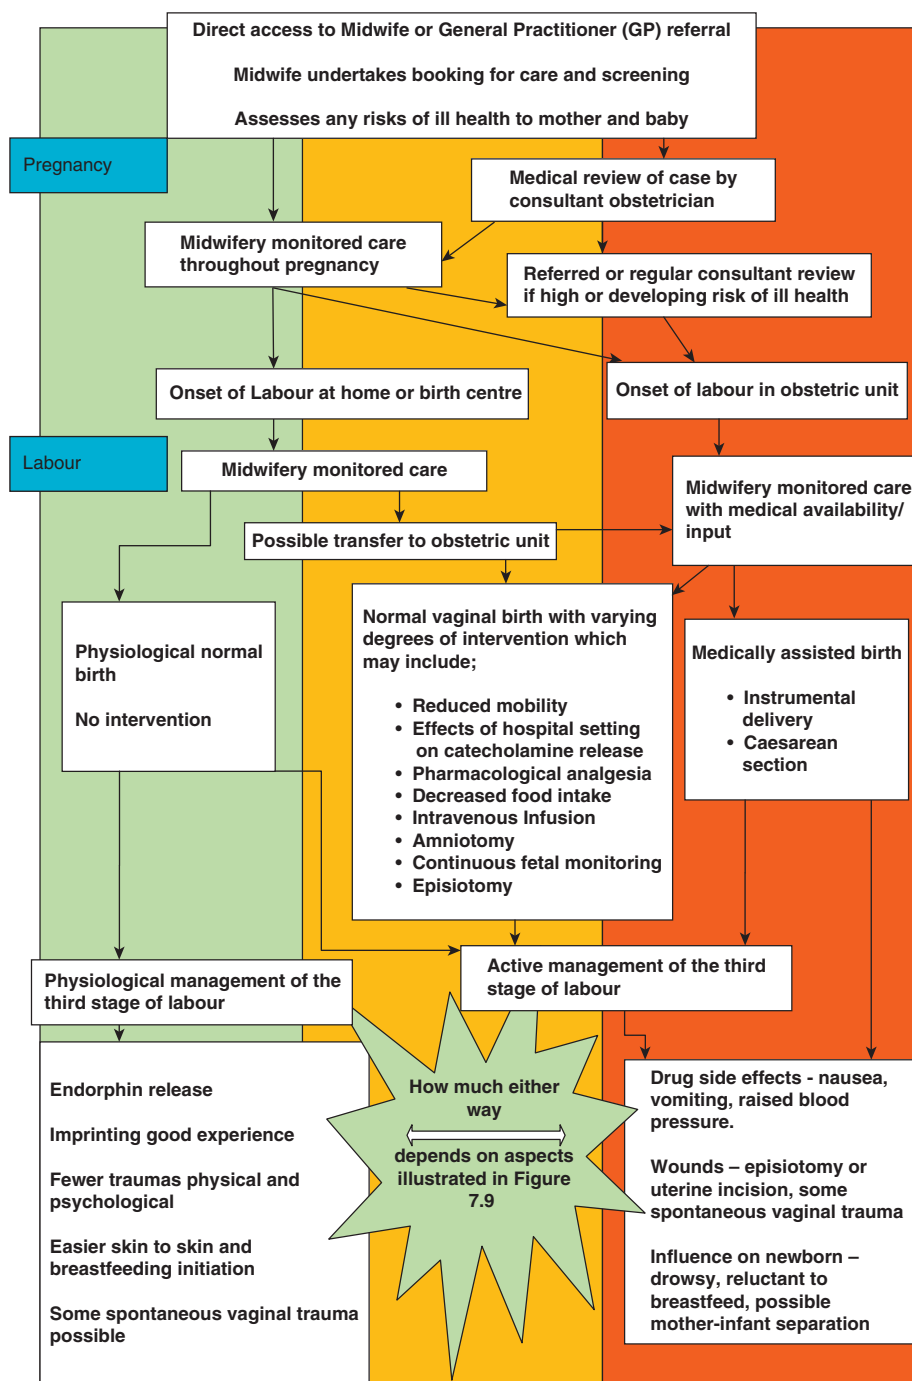 Direct access to Midwife or General Practitioner (GP) referral
Midwife undertakes booking for care and screening
Assesses any risks of ill health to mother and baby
Pregnancy
Medical review of case by
consultant obstetrician
Midwifery monitored care
throughout pregnancy
Referred or regular consultant review
if high or developing risk of ill health
Onset of Labour at home or birth centre
Onset of labour in obstetric unit
Labour
Midwifery monitored care
Midwifery monitored care
with medical availability/
input
Possible transfer to obstetric unit
Physiological normal
birth
No intervention
Normal vaginal birth with varying
degrees of intervention which
may include;
• Reduced mobility
• Effects of hospital setting
on catecholamine release
• Pharmacological analgesia
• Decreased food intake
• Intravenous Infusion
• Amniotomy
• Continuous fetal monitoring
• Episiotomy
Medically assisted birth
• Instrumental
delivery
• Caesarean
section
Physiological management of the
third stage of labour
Active management of the third
stage of labour
Endorphin release
Imprinting good experience
Fewer traumas physical and
psychological
Easier skin to skin and
breastfeeding initiation
Some spontaneous vaginal trauma
possible
How much either
way
depends on aspects
illustrated in Figure
7.9
Drug side effects - nausea,
vomiting, raised blood
pressure.
Wounds – episiotomy or
uterine incision, some
spontaneous vaginal trauma
Influence on newborn –
drowsy, reluctant to
breastfeed, possible
mother-infant separation